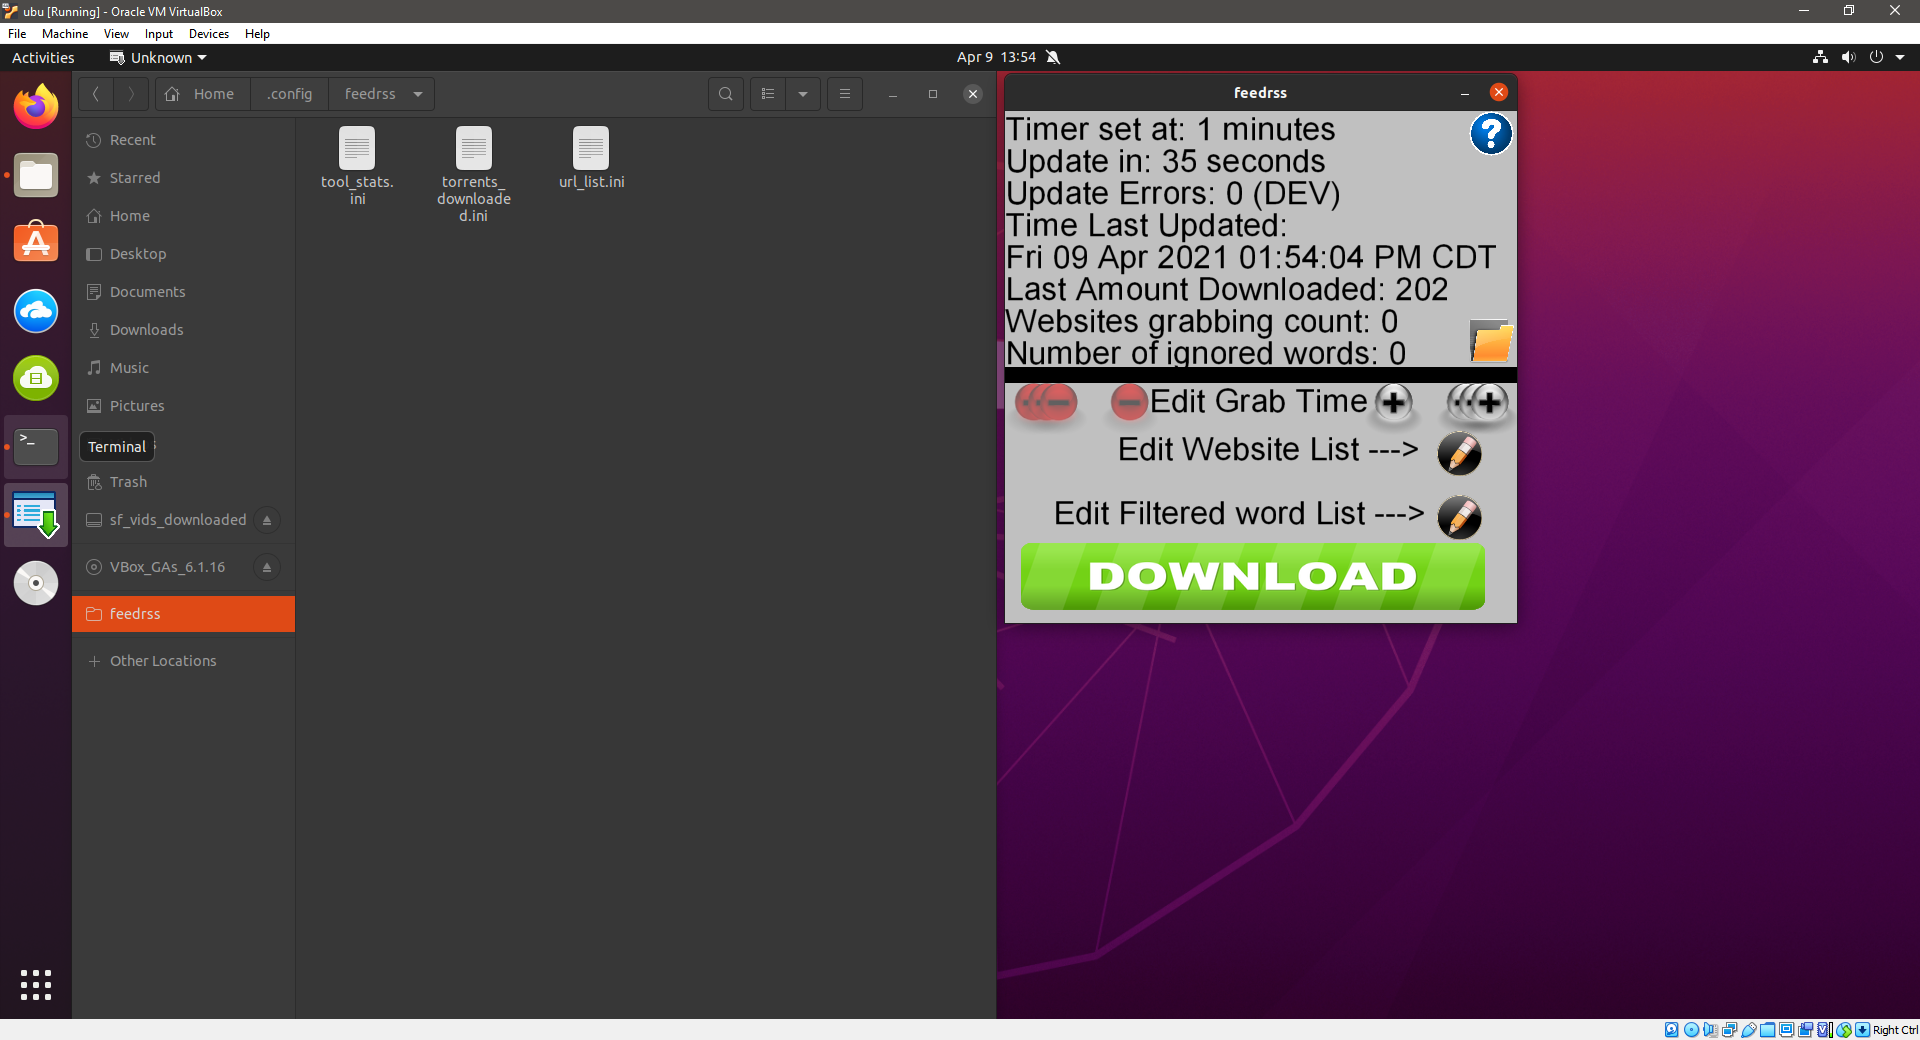 ubu [Running] - Oracle VM VirtualBox
File Machine View Input Devices Help
Activities Unknown Apr 9 13:54
Home .config feedrss
Recent
Starred
Home
Desktop
Documents
Downloads
Music
Pictures
Terminal
Trash
sf_vids_downloaded
VBox_GAs_6.1.16
feedrss
Other Locations
tool_stats.
ini
torrents_
downloade
d.ini
url_list.ini
feedrss
Timer set at: 1 minutes
Update in: 35 seconds
Update Errors: 0 (DEV)
Time Last Updated:
Fri 09 Apr 2021 01:54:04 PM CDT
Last Amount Downloaded: 202
Websites grabbing count: 0
Number of ignored words: 0
Edit Grab Time
Edit Website List --->
Edit Filtered word List --->
DOWNLOAD
Right Ctrl